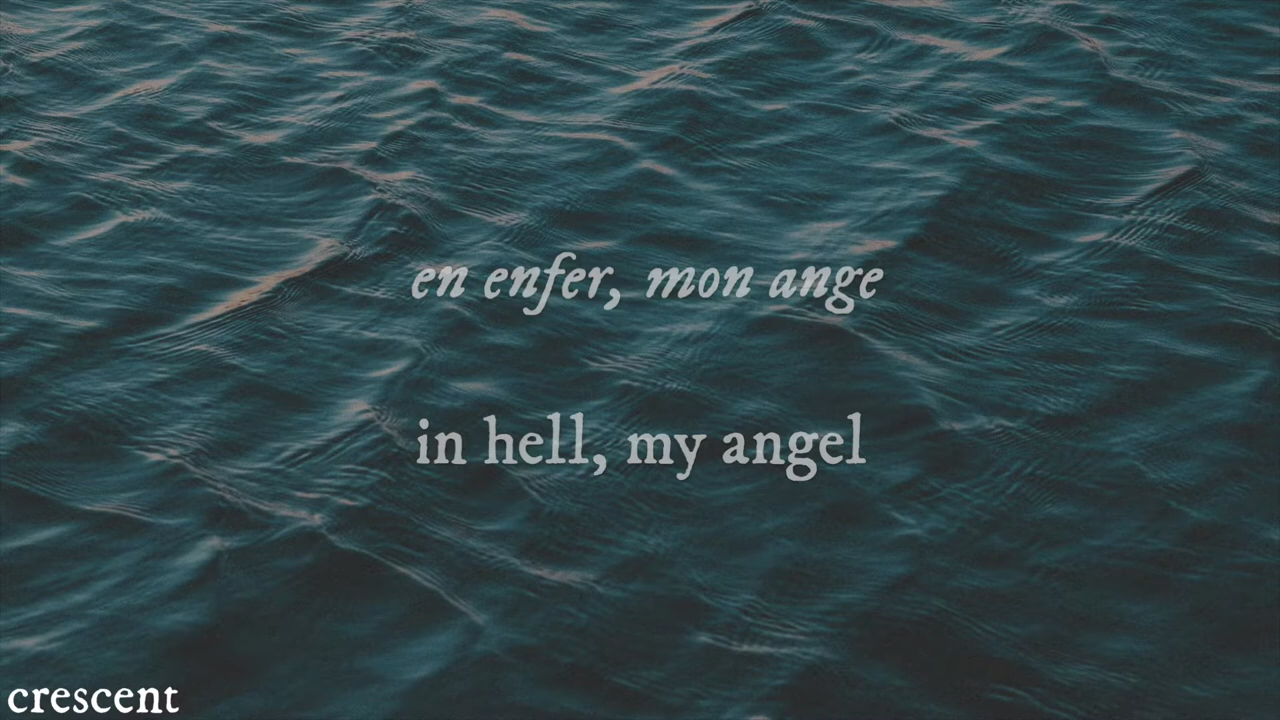 en enfer, mon ange
in hell, my angel
crescent